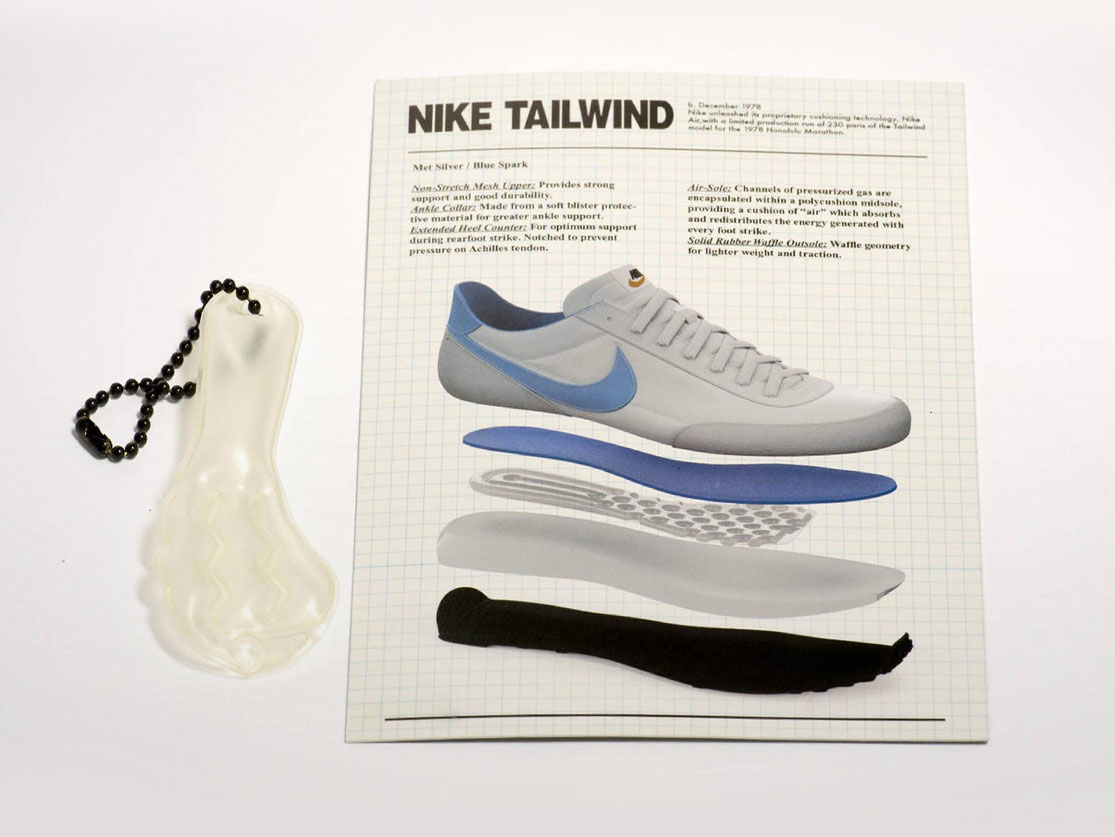 NIKE TAILWIND
b. December 1978
Nike unleashed its proprietary cushioning technology, Nike
Air,with a limited production run of 230 paris of the Tailwind
model for the 1978 Honolulu Marathon.
Met Silver / Blue Spark
Non-Stretch Mesh Upper: Provides strong
support and good durability.
Ankle Collar: Made from a soft blister protec-
tive material for greater ankle support.
Extended Heel Counter: For optimum support
during rearfoot strike. Notched to prevent
pressure on Achilles tendon.
Air-Sole: Channels of pressurized gas are
encapsulated within a polycushion midsole,
providing a cushion of "air" which absorbs
and redistributes the energy generated with
every foot strike.
Solid Rubber Waffle Outsole: Waffle geometry
for lighter weight and traction.